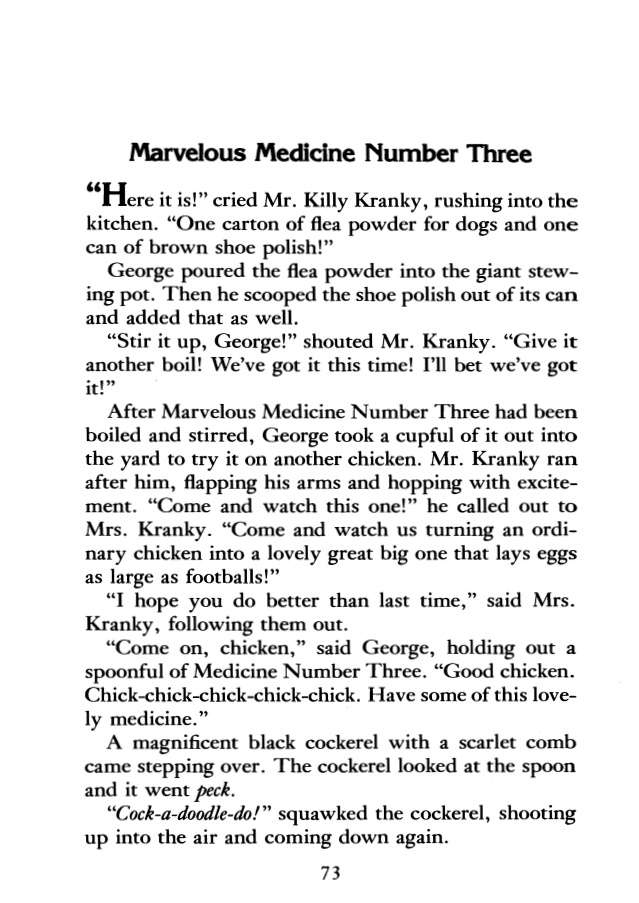 Marvelous Medicine Number Three
“Here it is!” cried Mr. Killy Kranky, rushing into the
kitchen. “One carton of flea powder for dogs and one
can of brown shoe polish!”
George poured the flea powder into the giant stew-
ing pot. Then he scooped the shoe polish out of its can
and added that as well.
“Stir it up, George!” shouted Mr. Kranky. “Give it
another boil! We’ve got it this time! I’ll bet we’ve got
it!”
After Marvelous Medicine Number Three had been
boiled and stirred, George took a cupful of it out into
the yard to try it on another chicken. Mr. Kranky ran
after him, flapping his arms and hopping with excite-
ment. “Come and watch this one!” he called out to
Mrs. Kranky. “Come and watch us turning an ordi-
nary chicken into a lovely great big one that lays eggs
as large as footballs!”
“I hope you do better than last time,” said Mrs.
Kranky, following them out.
“Come on, chicken,” said George, holding out a
spoonful of Medicine Number Three. “Good chicken.
Chick-chick-chick-chick-chick. Have some of this love-
ly medicine.”
A magnificent black cockerel with a scarlet comb
came stepping over. The cockerel looked at the spoon
and it went peck.
“Cock-a-doodle-do!” squawked the cockerel, shooting
up into the air and coming down again.
73